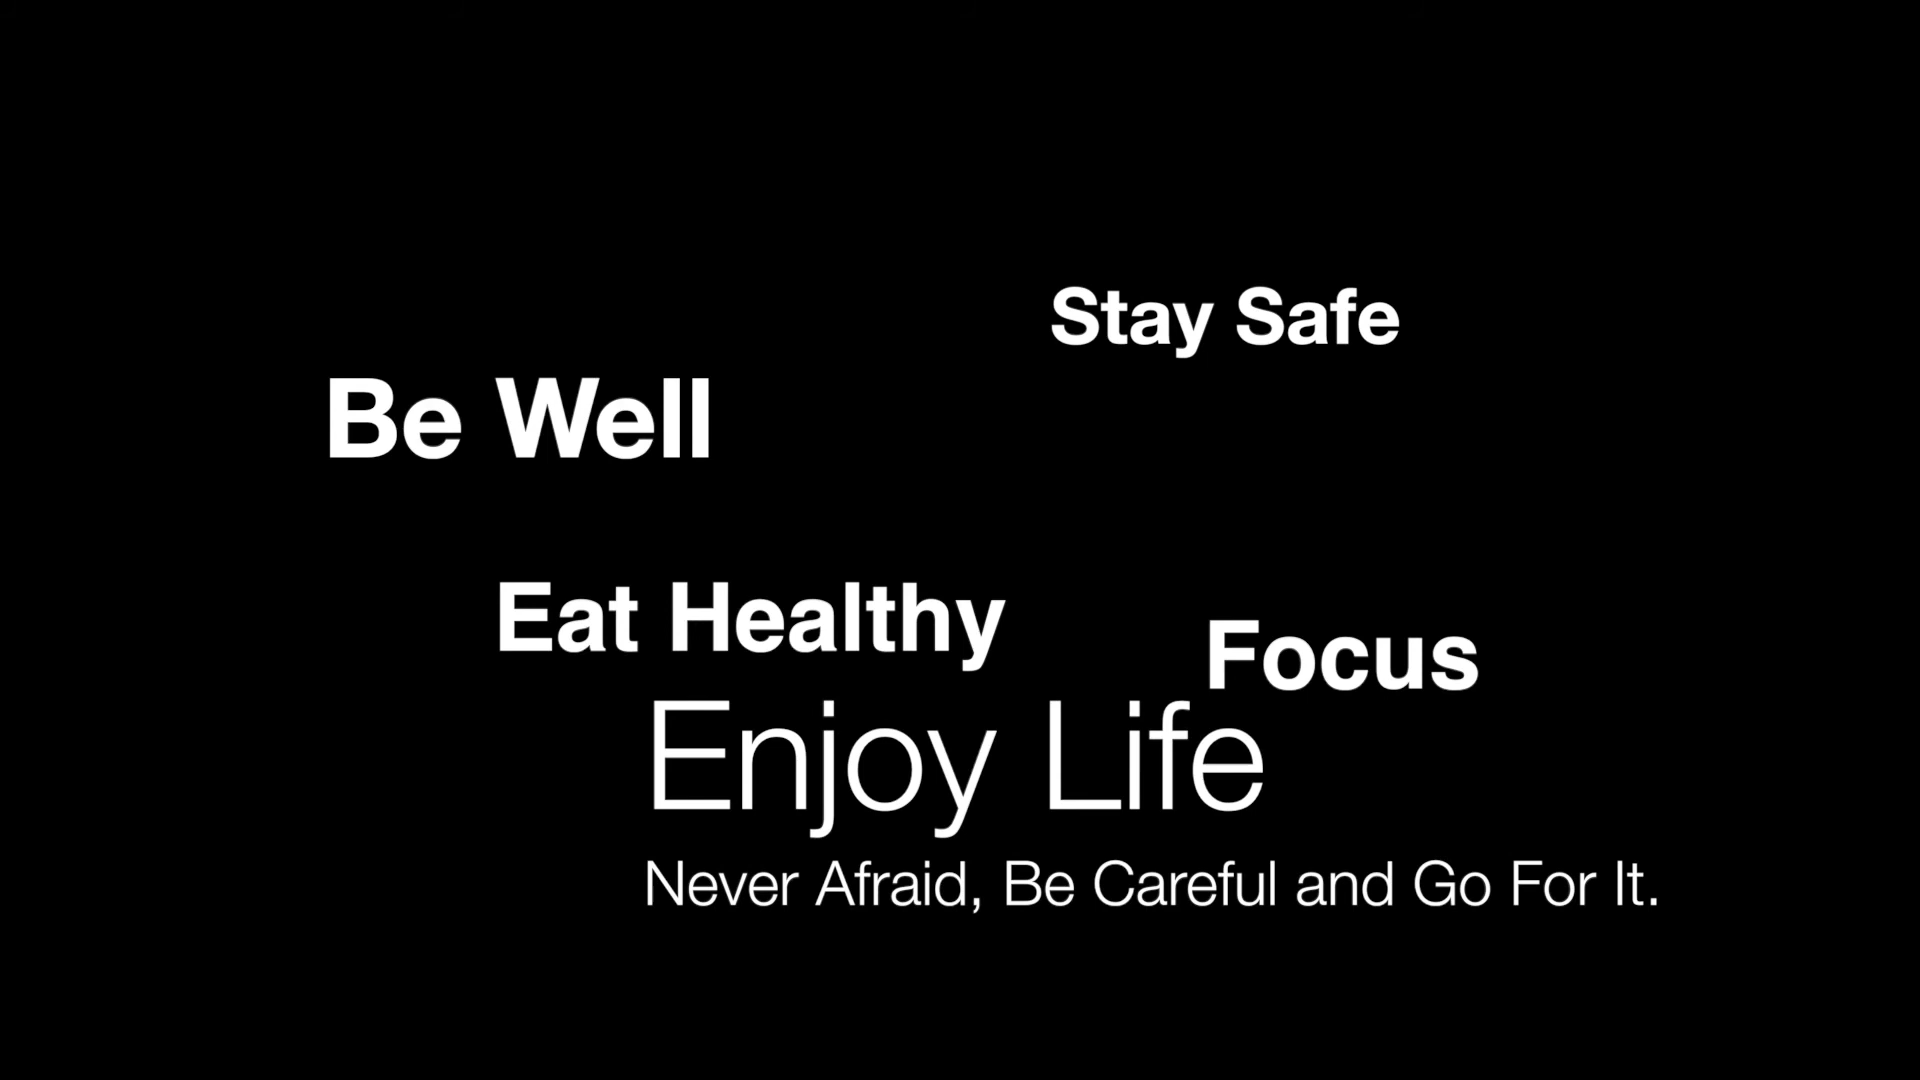 Stay Safe
Be Well
Eat Healthy
Focus
Enjoy Life
Never Afraid, Be Careful and Go For It.